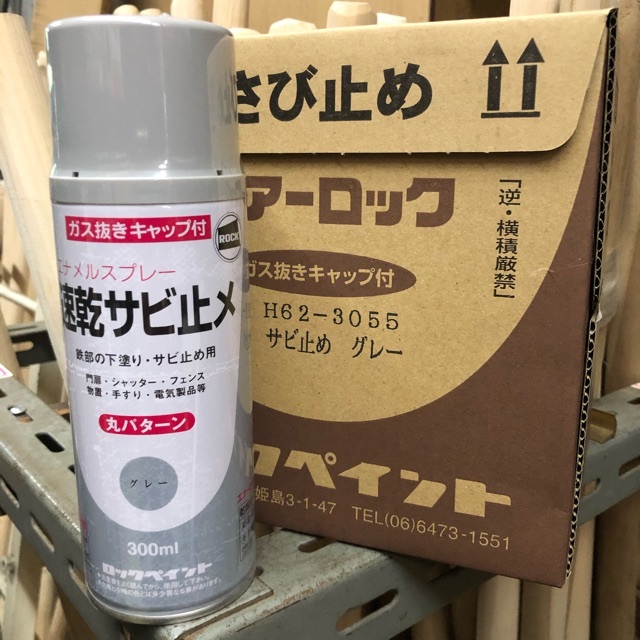 ガス抜きキャップ付
ROCK
エナメルスプレー
速乾サビ止メ
鉄部の下塗り・サビ止め用
門扉・シャッター・フェンス
物置・手すり・電気製品等
丸パターン
グレー
300ml
ロックペイント
さび止め
アーロック
ガス抜きキャップ付
H62-3055
サビ止め グレー
「逆・横積厳禁」
ックペイント
姫島3-1-47 TEL(06)6473-1551